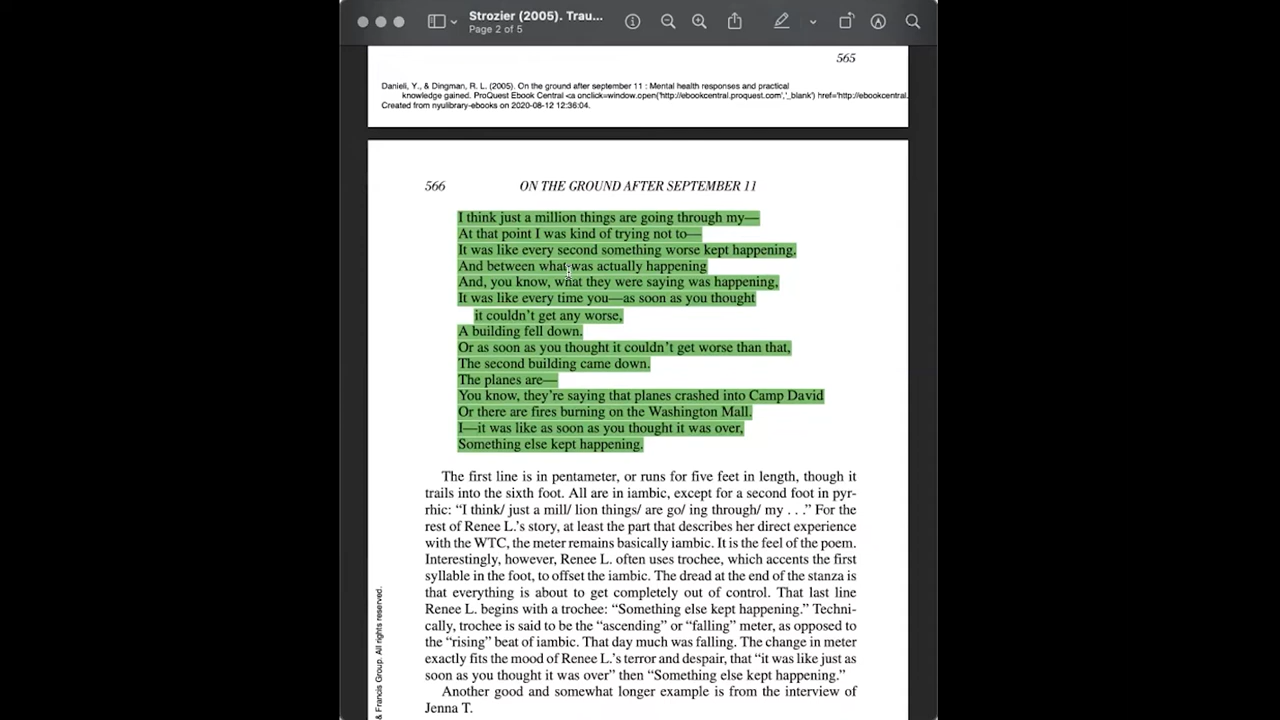 Strozier (2005). Trau...
Page 2 of 5
565
Danieli, Y., & Dingman, R. L. (2005). On the ground after september 11 : Mental health responses and practical
knowledge gained. ProQuest Ebook Central <a onclick=window.open('http://ebookcentral.proquest.com','_blank') href='http://ebookcentral.
Created from nyulibrary-ebooks on 2020-08-12 12:36:04.
566
ON THE GROUND AFTER SEPTEMBER 11
I think just a million things are going through my—
At that point I was kind of trying not to—
It was like every second something worse kept happening.
And between what was actually happening
And, you know, what they were saying was happening,
It was like every time you—as soon as you thought
it couldn't get any worse,
A building fell down.
Or as soon as you thought it couldn't get worse than that,
The second building came down.
The planes are—
You know, they're saying that planes crashed into Camp David
Or there are fires burning on the Washington Mall.
I—it was like as soon as you thought it was over,
Something else kept happening.
The first line is in pentameter, or runs for five feet in length, though it
trails into the sixth foot. All are in iambic, except for a second foot in pyr-
rhic: "I think/ just a mill/ lion things/ are go/ ing through/ my . . ." For the
rest of Renee L.'s story, at least the part that describes her direct experience
with the WTC, the meter remains basically iambic. It is the feel of the poem.
Interestingly, however, Renee L. often uses trochee, which accents the first
syllable in the foot, to offset the iambic. The dread at the end of the stanza is
that everything is about to get completely out of control. That last line
Renee L. begins with a trochee: "Something else kept happening." Techni-
cally, trochee is said to be the "ascending" or "falling" meter, as opposed to
the "rising" beat of iambic. That day much was falling. The change in meter
exactly fits the mood of Renee L.'s terror and despair, that "it was like just as
soon as you thought it was over" then "Something else kept happening."
Another good and somewhat longer example is from the interview of
Jenna T.
& Francis Group. All rights reserved.